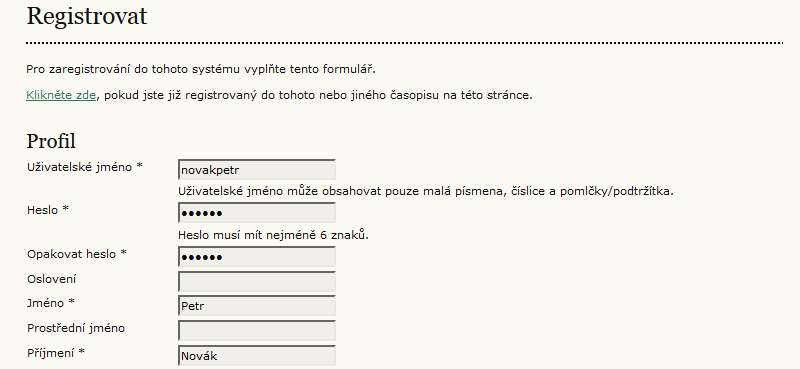 Registrovat
Pro zaregistrování do tohoto systému vyplňte tento formulář.
Klikněte zde, pokud jste již registrovaný do tohoto nebo jiného časopisu na této stránce.
Profil
Uživatelské jméno * novakpetr
Uživatelské jméno může obsahovat pouze malá písmena, číslice a pomlčky/podtržítka.
Heslo * ••••••
Heslo musí mít nejméně 6 znaků.
Opakovat heslo * ••••••
Oslovení
Jméno * Petr
Prostřední jméno
Příjmení * Novák